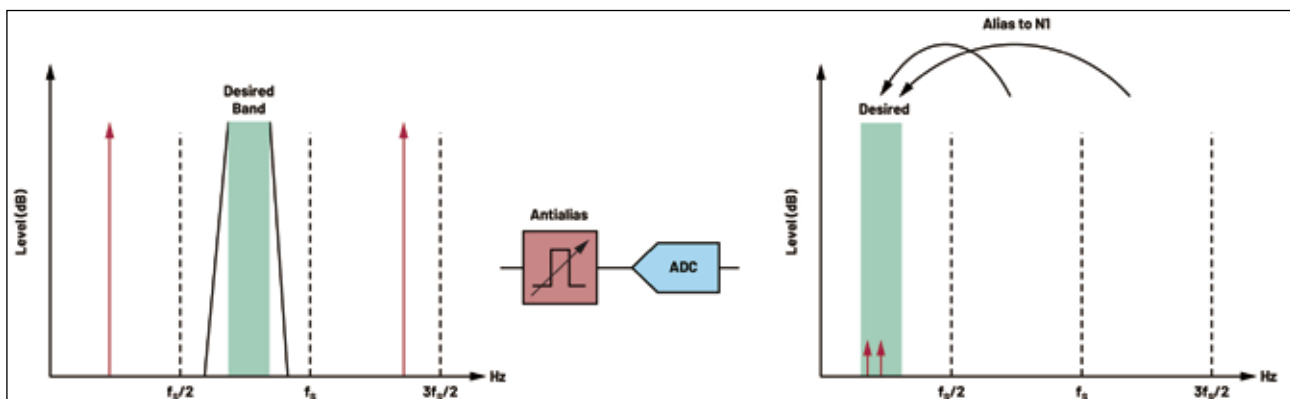 Level (dB)
Desired
Band
fs/2
fs
3fs/2
Hz
Antialias
ADC
Alias to N1
Level (dB)
Desired
fs/2
fs
3fs/2
Hz